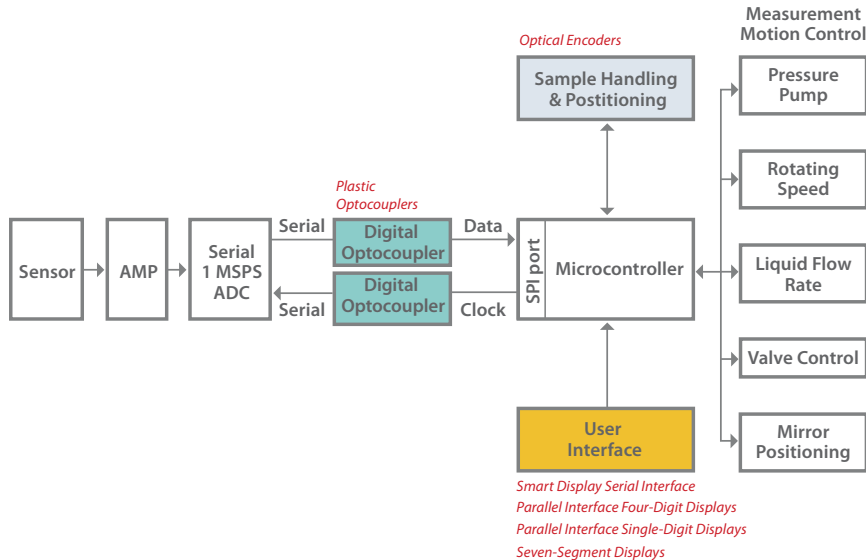 Measurement
Motion Control
Optical Encoders
Sample Handling
& Postitioning
Pressure
Pump
Rotating
Speed
Plastic
Optocouplers
Sensor
AMP
Serial
1 MSPS
ADC
Serial
Digital
Optocoupler
Data
Serial
Digital
Optocoupler
Clock
SPI port
Microcontroller
Liquid Flow
Rate
Valve Control
Mirror
Positioning
User
Interface
Smart Display Serial Interface
Parallel Interface Four-Digit Displays
Parallel Interface Single-Digit Displays
Seven-Segment Displays